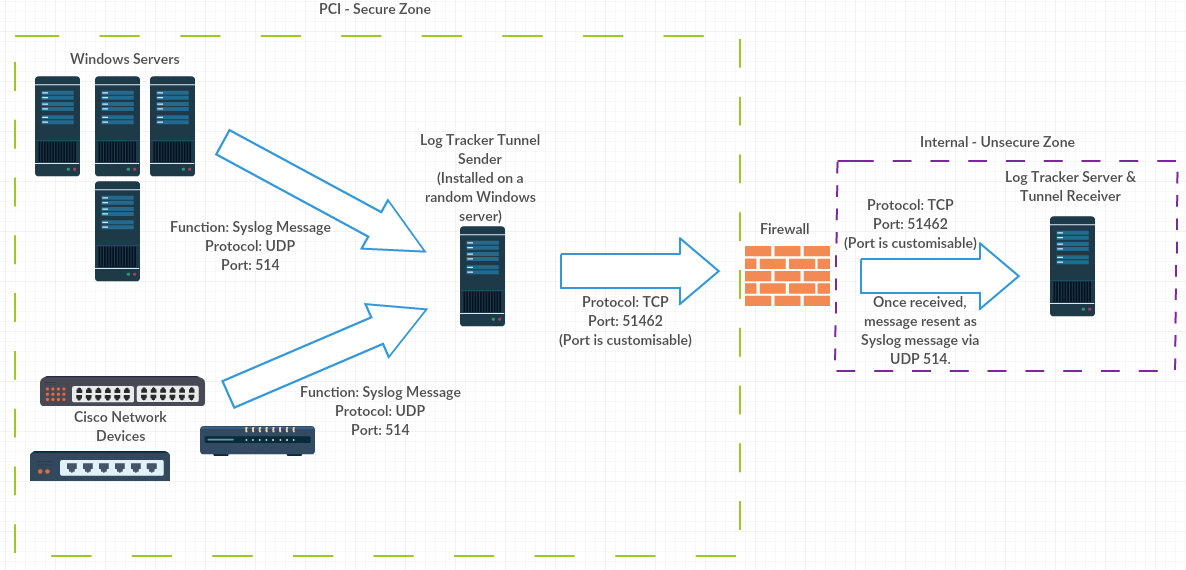 PCI - Secure Zone
Windows Servers
Log Tracker Tunnel
Sender
(Installed on a
random Windows
server)
Function: Syslog Message
Protocol: UDP
Port: 514
Protocol: TCP
Port: 51462
(Port is customisable)
Cisco Network
Devices
Function: Syslog Message
Protocol: UDP
Port: 514
Firewall
Internal - Unsecure Zone
Log Tracker Server &
Tunnel Receiver
Protocol: TCP
Port: 51462
(Port is customisable)
Once received,
message resent as
Syslog message via
UDP 514.